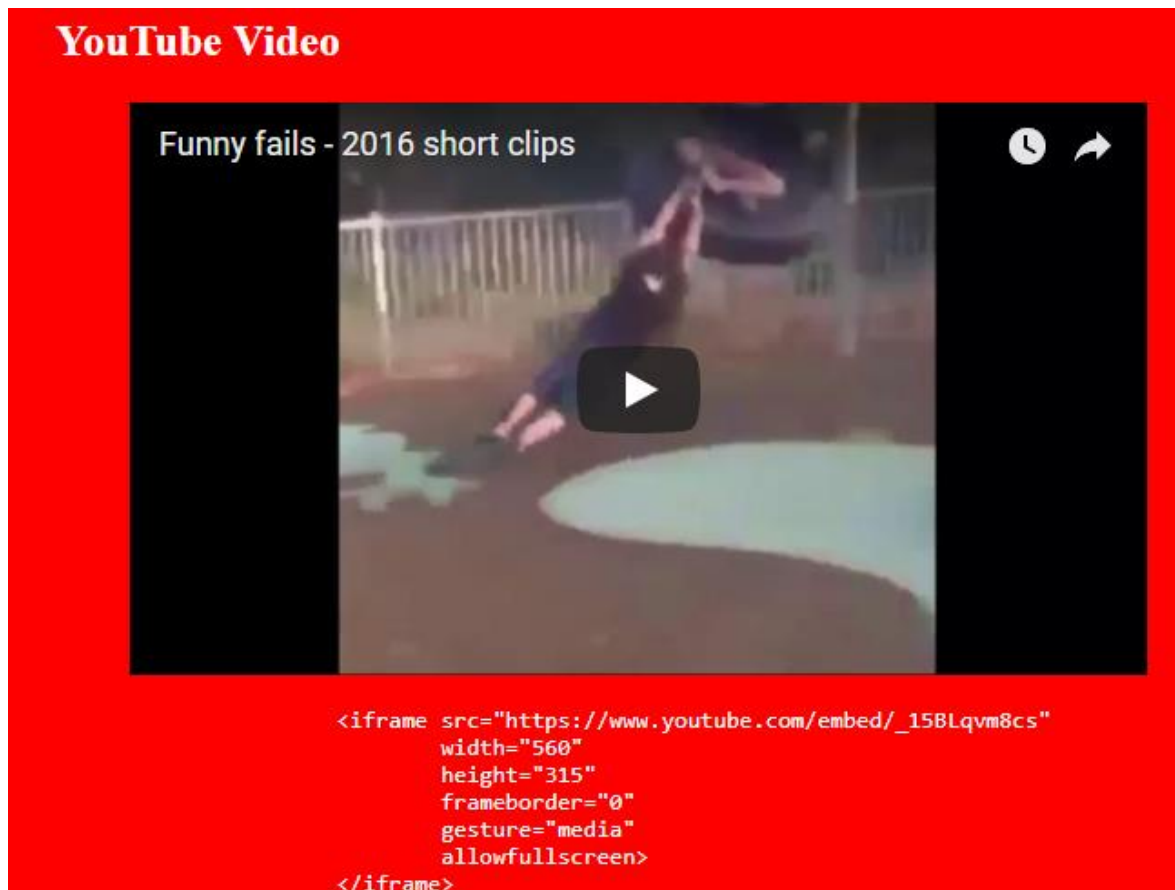 YouTube Video
Funny fails - 2016 short clips
<iframe src="https://www.youtube.com/embed/_15BLqvm8cs"
width="560"
height="315"
frameborder="0"
gesture="media"
allowfullscreen>
</iframe>